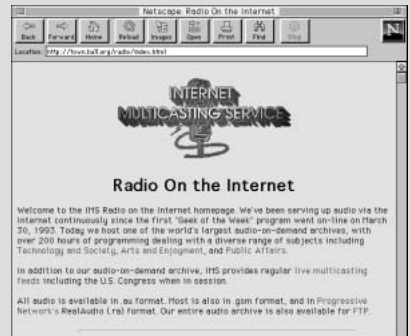 Netscape: Radio On the Internet
Back Forward Home Reload Images Open Print Find Stop
N
Location: http://town.hall.org/radio/index.html
INTERNET
MULTICASTING SERVICE
Radio On the Internet
Welcome to the IMS Radio on the Internet homepage. We've been serving up audio via the
Internet continuously since the first "Geek of the Week" program went on-line on March
30, 1993. Today we host one of the world's largest audio-on-demand archives, with
over 200 hours of programming dealing with a diverse range of subjects including
Technology and Society, Arts and Enjoyment, and Public Affairs.
In addition to our audio-on-demand archive, IMS provides regular live multicasting
feeds including the U.S. Congress when in session.
All audio is available in .au format. Most is also in .gsm format, and in Progressive
Network's RealAudio (.ra) format. Our entire audio archive is also available for FTP.